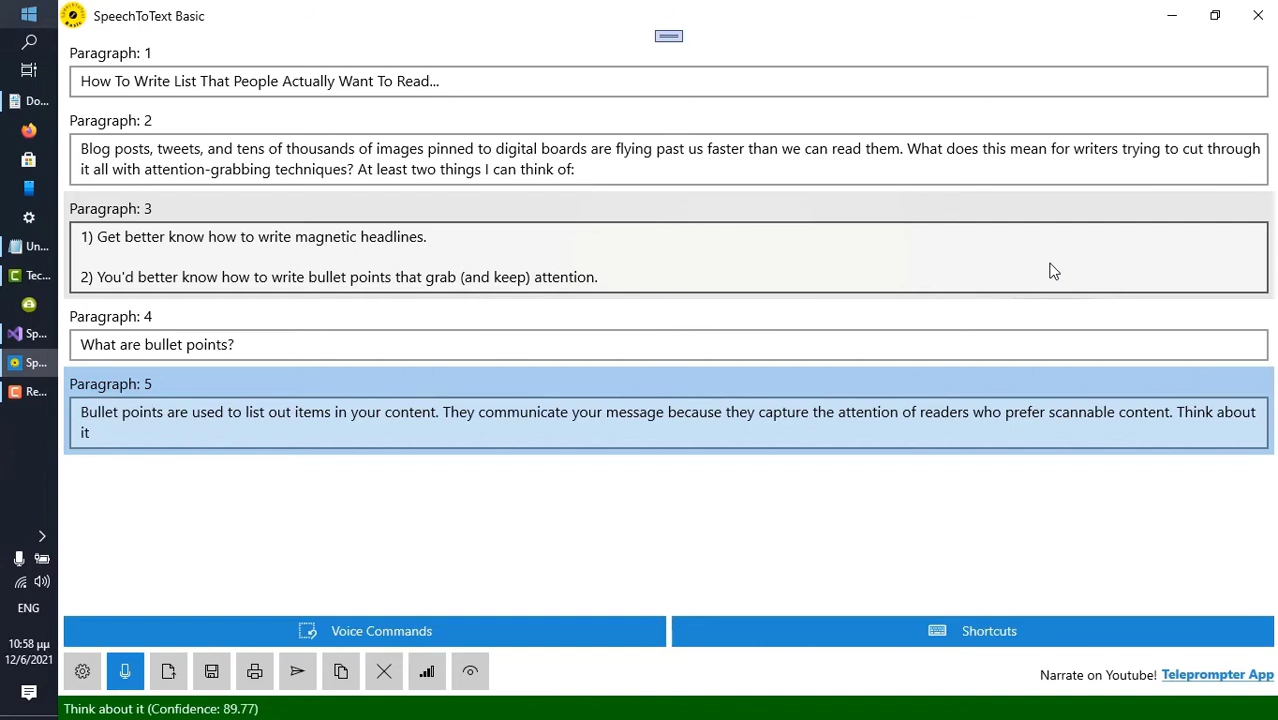 SpeechToText Basic
Paragraph: 1
How To Write List That People Actually Want To Read...
Paragraph: 2
Blog posts, tweets, and tens of thousands of images pinned to digital boards are flying past us faster than we can read them. What does this mean for writers trying to cut through
it all with attention-grabbing techniques? At least two things I can think of:
Paragraph: 3
1) Get better know how to write magnetic headlines.
2) You'd better know how to write bullet points that grab (and keep) attention.
Paragraph: 4
What are bullet points?
Paragraph: 5
Bullet points are used to list out items in your content. They communicate your message because they capture the attention of readers who prefer scannable content. Think about
it
Voice Commands
Shortcuts
Narrate on Youtube! Teleprompter App
Think about it (Confidence: 89.77)
Do...
Un...
Tec...
Sp...
Sp...
Re...
ENG
10:58 μμ
12/6/2021